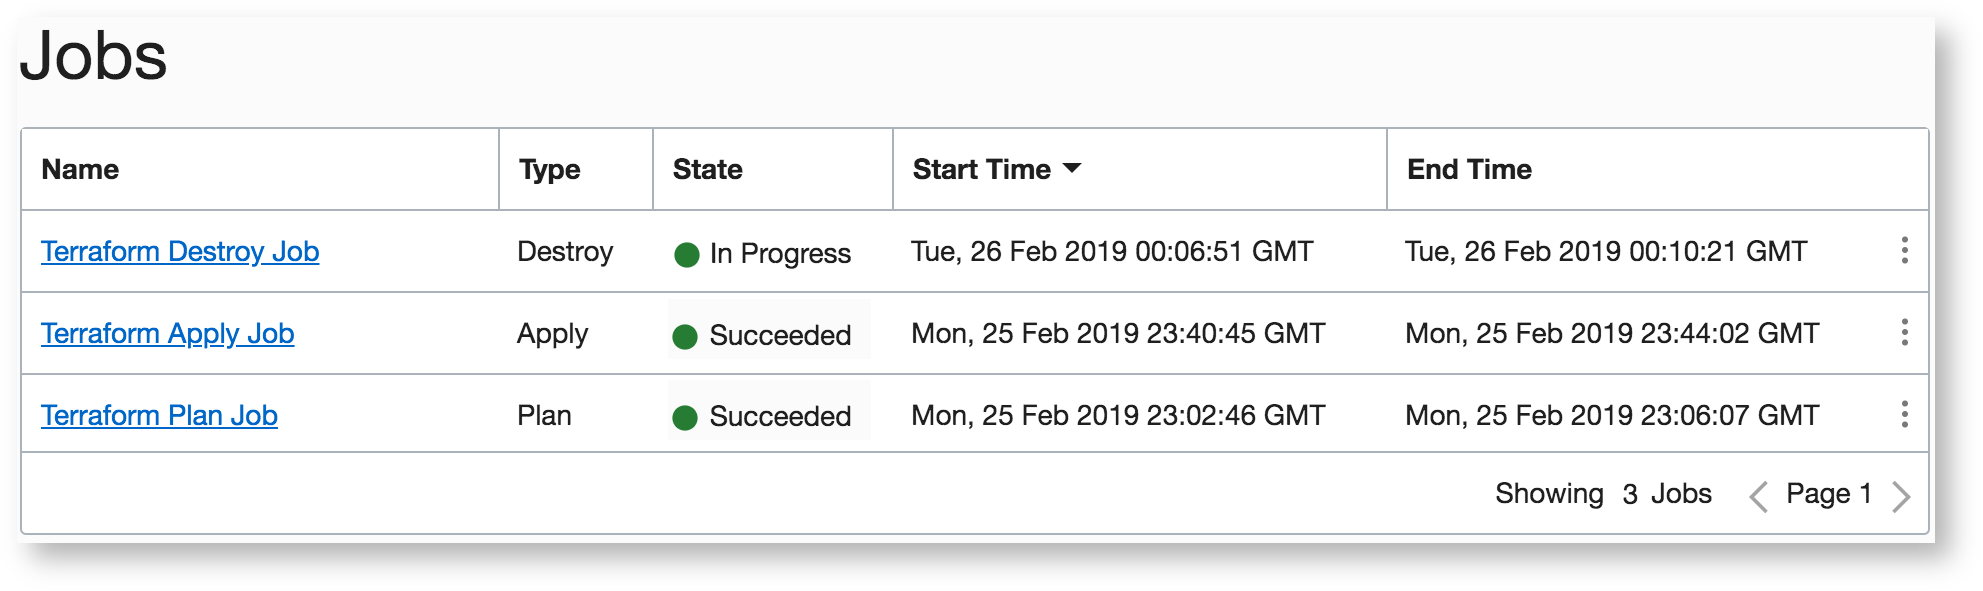 Jobs
Name Type State Start Time End Time
Terraform Destroy Job Destroy In Progress Tue, 26 Feb 2019 00:06:51 GMT Tue, 26 Feb 2019 00:10:21 GMT
Terraform Apply Job Apply Succeeded Mon, 25 Feb 2019 23:40:45 GMT Mon, 25 Feb 2019 23:44:02 GMT
Terraform Plan Job Plan Succeeded Mon, 25 Feb 2019 23:02:46 GMT Mon, 25 Feb 2019 23:06:07 GMT
Showing 3 Jobs Page 1